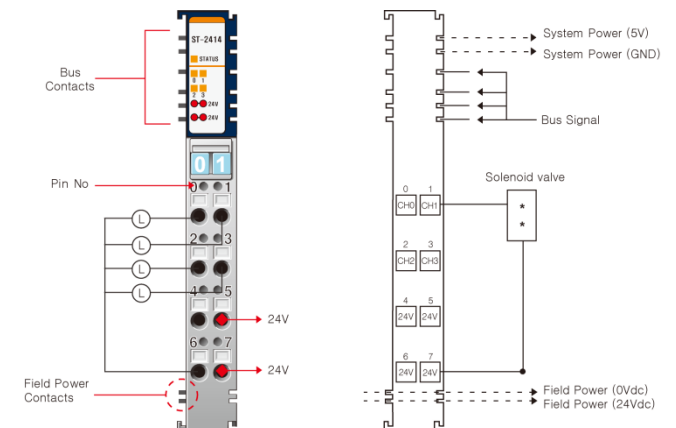 ST-2414
STATUS
0 1
2 3
24V
24V
Bus
Contacts
01
Pin No
0 1
L
2 3
L
L
4 5
L
24V
6 7
24V
Field Power
Contacts
System Power (5V)
System Power (GND)
Bus Signal
Solenoid valve
* 
*
0 1
CH0 CH1
2 3
CH2 CH3
4 5
24V 24V
6 7
24V 24V
Field Power (0Vdc)
Field Power (24Vdc)